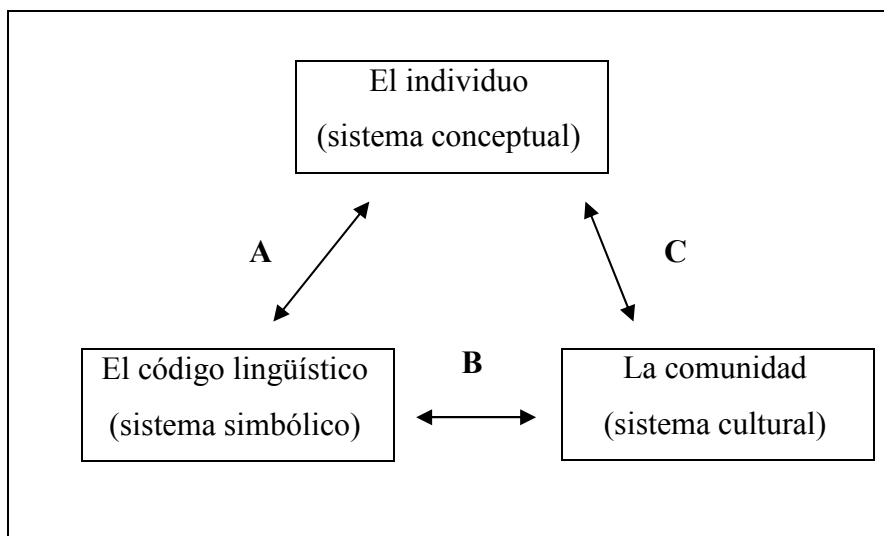 El individuo
(sistema conceptual)
A
C
El código lingüístico
(sistema simbólico)
B
La comunidad
(sistema cultural)